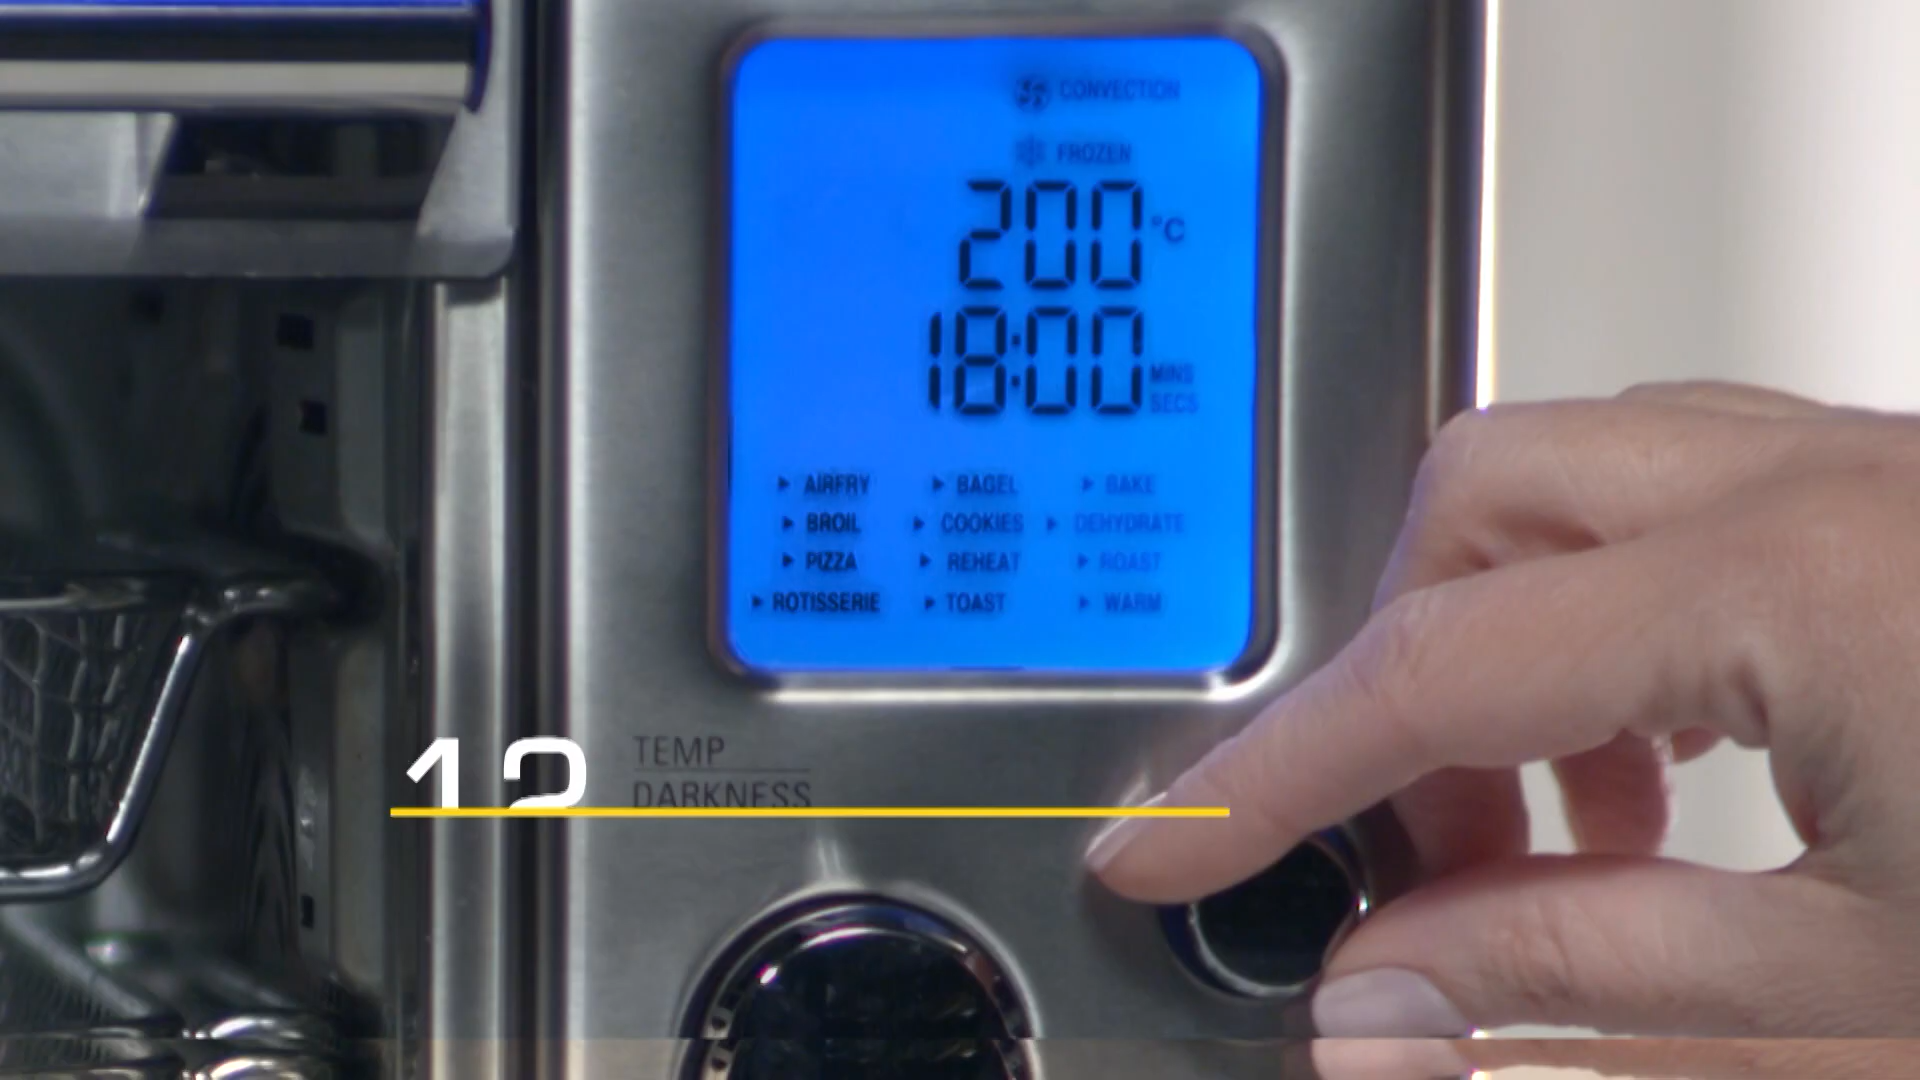 CONVECTION
FROZEN
200 °C
18:00 MINS SECS
▸ AIRFRY ▸ BAGEL ▸ BAKE
▸ BROIL ▸ COOKIES ▸ DEHYDRATE
▸ PIZZA ▸ REHEAT ▸ ROAST
▸ ROTISSERIE ▸ TOAST ▸ WARM
TEMP
DARKNESS
12